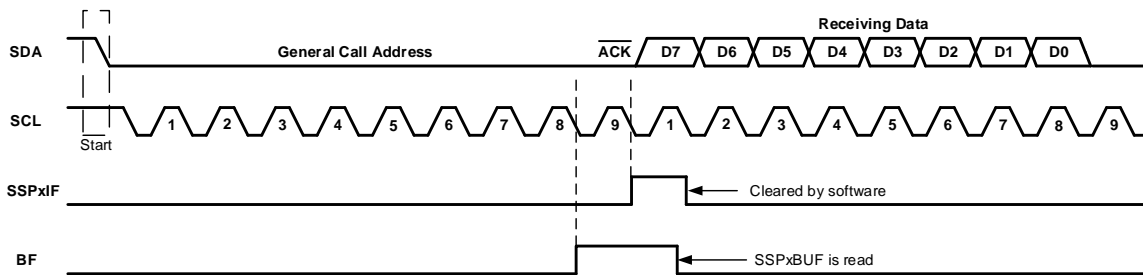 Receiving Data
SDA General Call Address ACK D7 D6 D5 D4 D3 D2 D1 D0
SCL 1 2 3 4 5 6 7 8 9 1 2 3 4 5 6 7 8 9
Start
SSPxIF Cleared by software
BF SSPxBUF is read